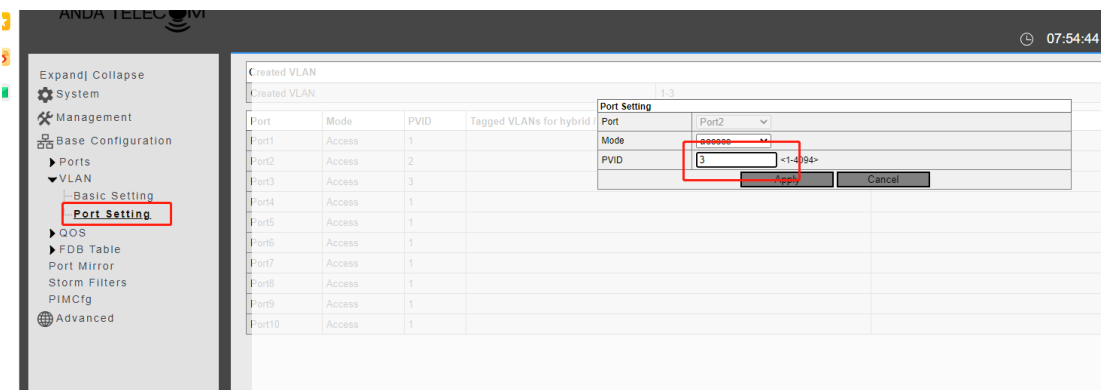 ANDA TELECOM
07:54:44
Expand| Collapse
System
Management
Base Configuration
Ports
VLAN
Basic Setting
Port Setting
QOS
FDB Table
Port Mirror
Storm Filters
PIMCfg
Advanced
Created VLAN
Created VLAN 1-3
Port Mode PVID Tagged VLANs for hybrid /
Port1 Access 1
Port2 Access 2
Port3 Access 3
Port4 Access 1
Port5 Access 1
Port6 Access 1
Port7 Access 1
Port8 Access 1
Port9 Access 1
Port10 Access 1
Port Setting
Port Port2
Mode access
PVID 3 <1-4094>
Apply Cancel